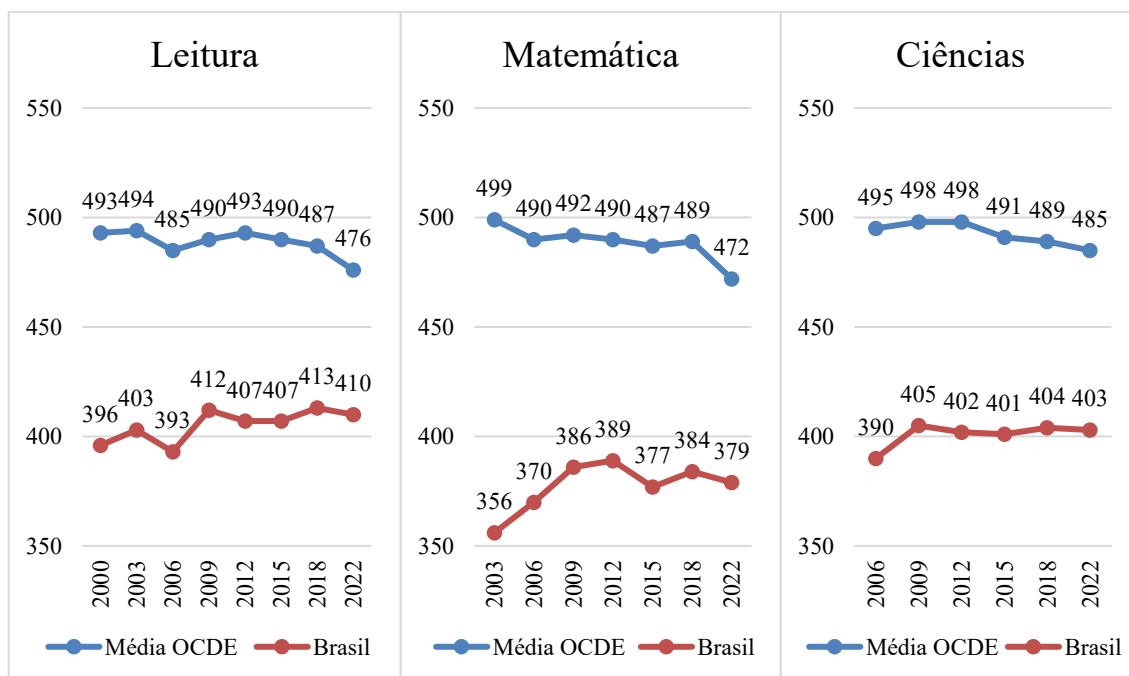 Leitura
550
500
450
400
350
493 494 485 490 493 490 487 476
396 403 393 412 407 407 413 410
2000 2003 2006 2009 2012 2015 2018 2022
Média OCDE Brasil
Matemática
550
500
450
400
350
499 490 492 490 487 489 472
356 370 386 389 377 384 379
2003 2006 2009 2012 2015 2018 2022
Média OCDE Brasil
Ciências
550
500
450
400
350
495 498 498 491 489 485
390 405 402 401 404 403
2006 2009 2012 2015 2018 2022
Média OCDE Brasil